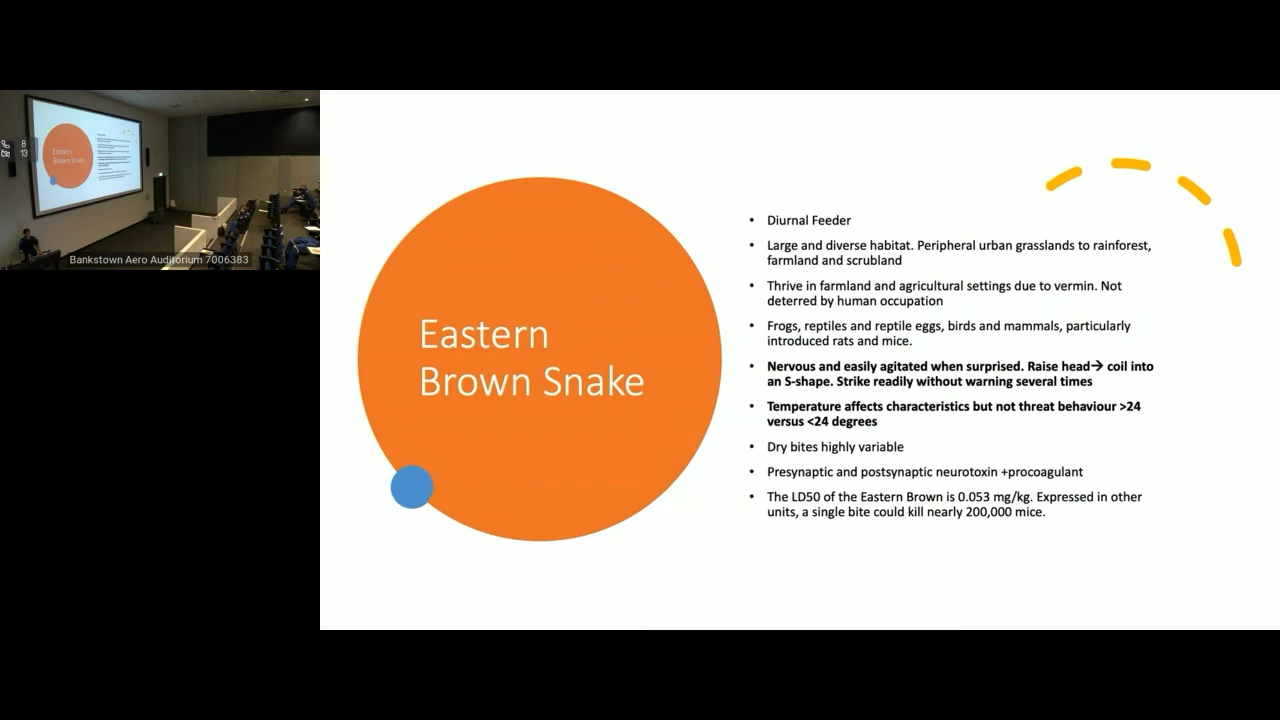 8
13
Eastern
Brown Snake
Bankstown Aero Auditorium 7006383
Eastern
Brown Snake
• Diurnal Feeder
• Large and diverse habitat. Peripheral urban grasslands to rainforest,
farmland and scrubland
• Thrive in farmland and agricultural settings due to vermin. Not
deterred by human occupation
• Frogs, reptiles and reptile eggs, birds and mammals, particularly
introduced rats and mice.
• Nervous and easily agitated when surprised. Raise head→ coil into
an S-shape. Strike readily without warning several times
• Temperature affects characteristics but not threat behaviour >24
versus <24 degrees
• Dry bites highly variable
• Presynaptic and postsynaptic neurotoxin +procoagulant
• The LD50 of the Eastern Brown is 0.053 mg/kg. Expressed in other
units, a single bite could kill nearly 200,000 mice.